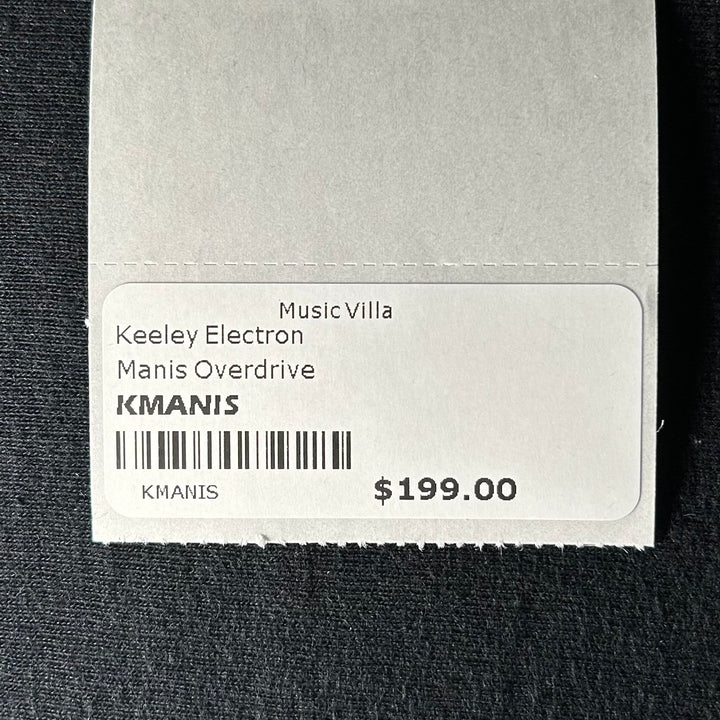 Music Villa
Keeley Electron
Manis Overdrive
KMANIS
KMANIS
$199.00